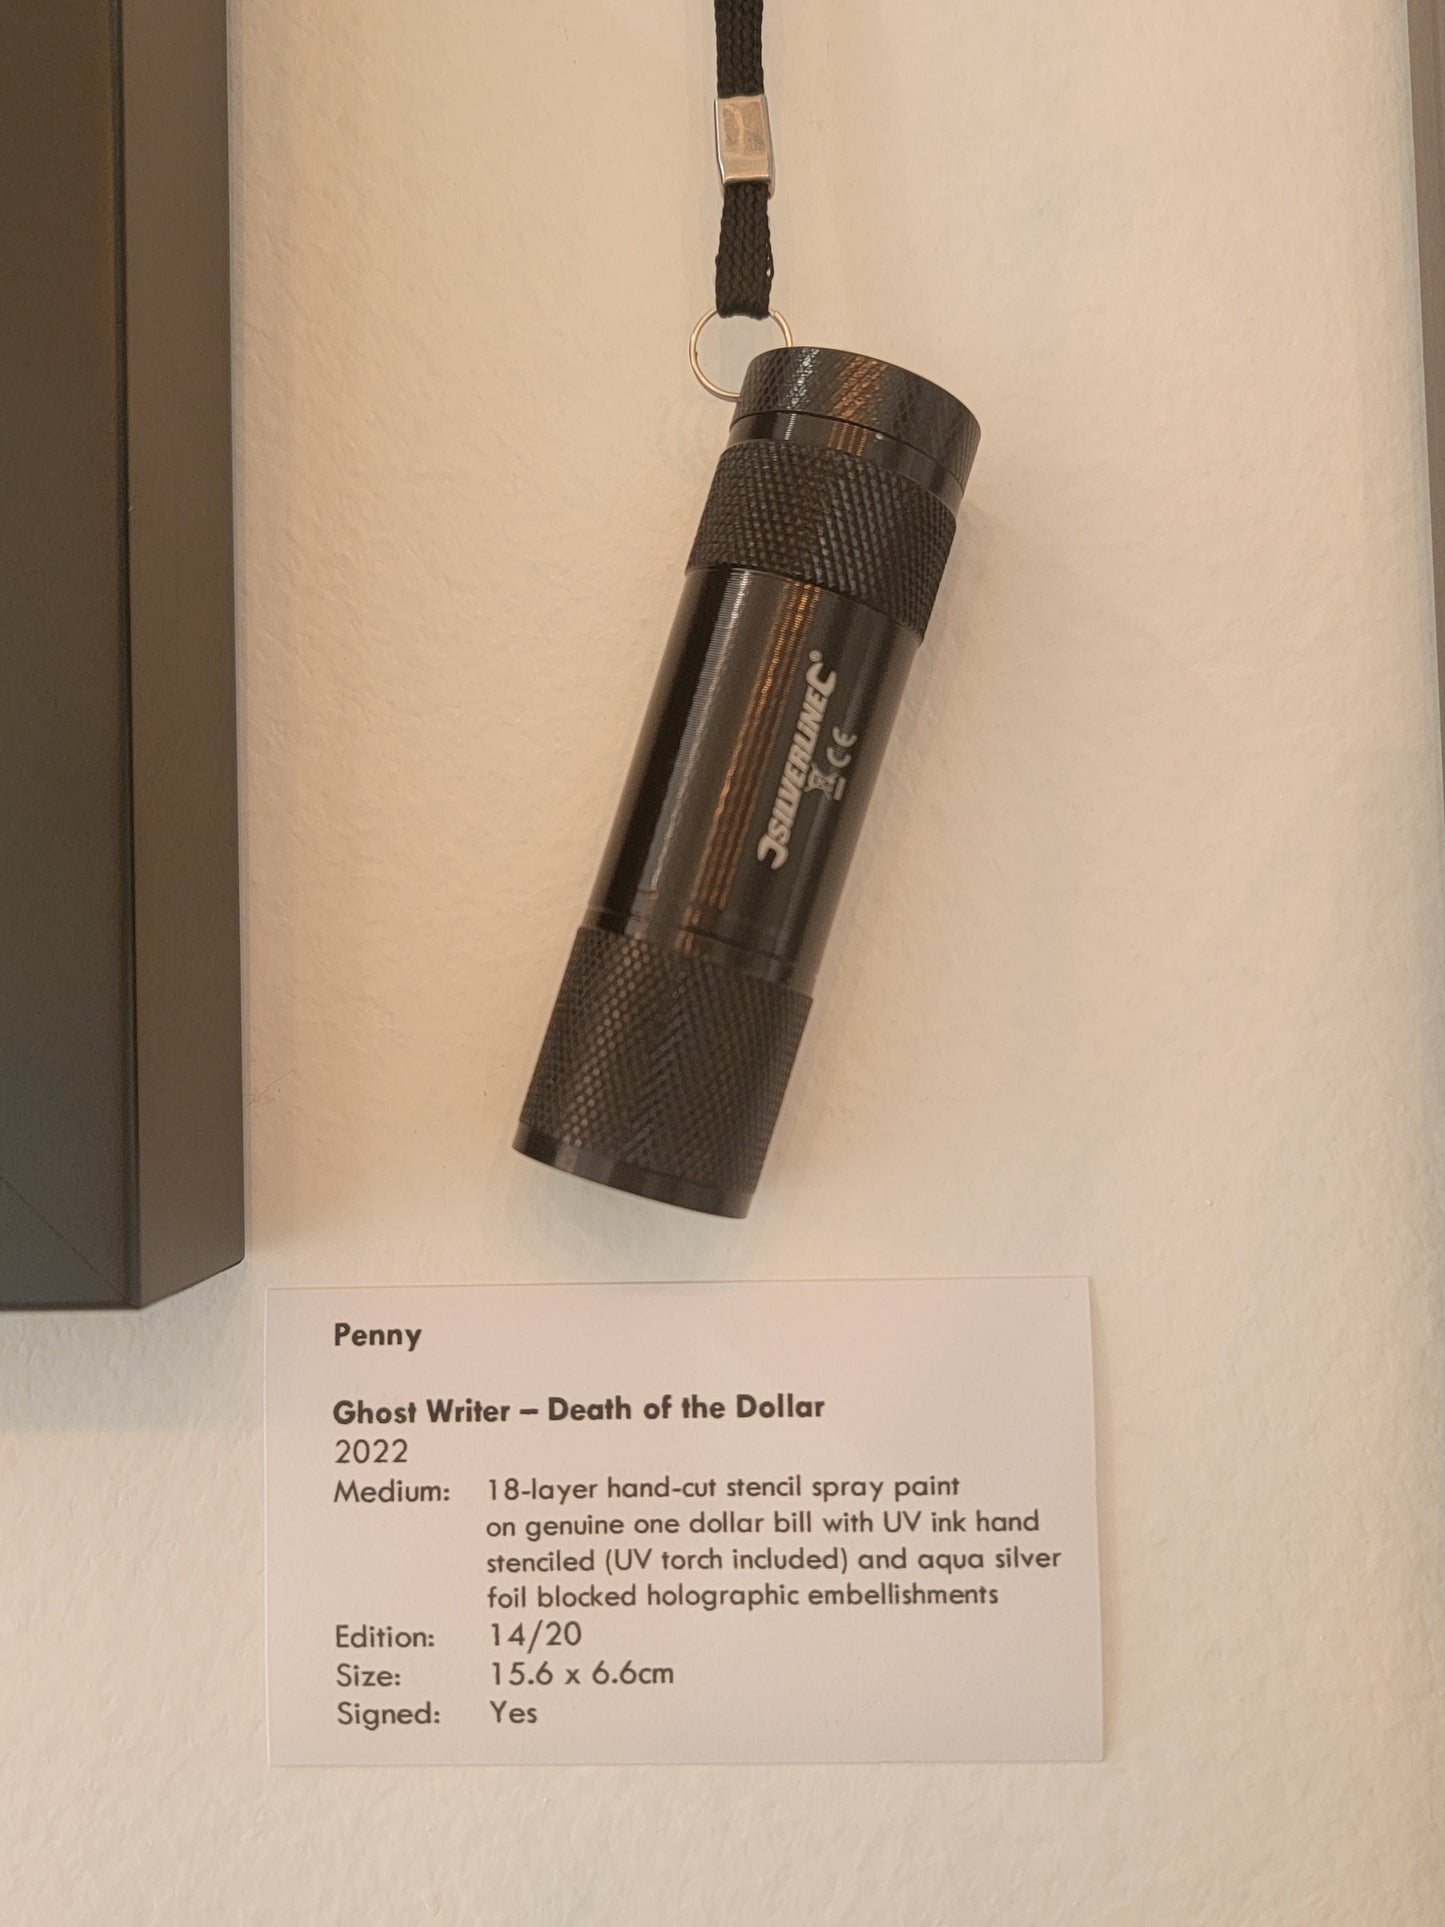 SILVERLINE®
CE
Penny
Ghost Writer – Death of the Dollar
2022
Medium: 18-layer hand-cut stencil spray paint
on genuine one dollar bill with UV ink hand
stenciled (UV torch included) and aqua silver
foil blocked holographic embellishments
Edition: 14/20
Size: 15.6 x 6.6cm
Signed: Yes